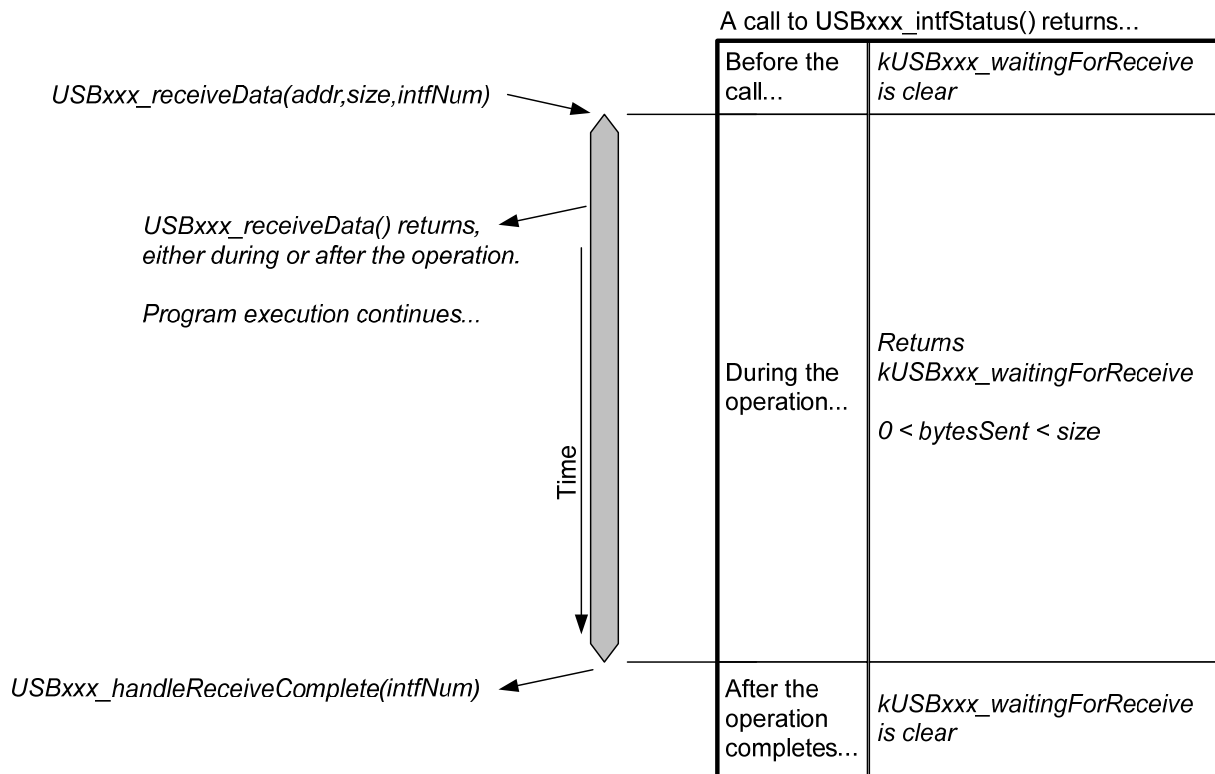 A call to USBxxx_intfStatus() returns...
USBxxx_receiveData(addr,size,intfNum)
Before the
call...
kUSBxxx_waitingForReceive
is clear
USBxxx_receiveData() returns,
either during or after the operation.
Program execution continues...
Time
During the
operation...
Returns
kUSBxxx_waitingForReceive
0 < bytesSent < size
USBxxx_handleReceiveComplete(intfNum)
After the
operation
completes...
kUSBxxx_waitingForReceive
is clear